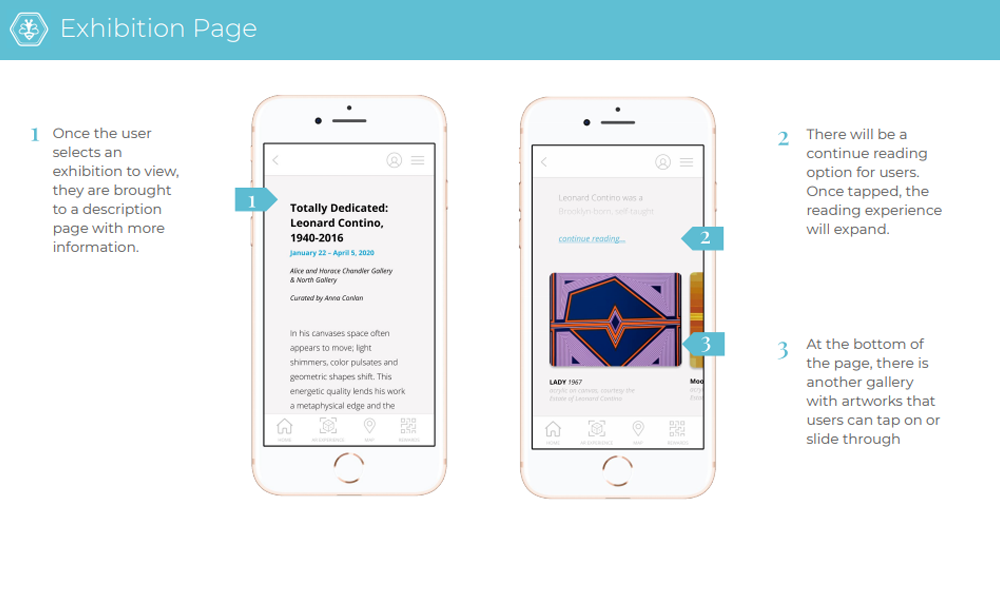 Exhibition Page
1
Once the user
selects an
exhibition to view,
they are brought
to a description
page with more
information.
1
Totally Dedicated:
Leonard Contino,
1940-2016
January 22 – April 5, 2020
Alice and Horace Chandler Gallery
& North Gallery
Curated by Anna Conlan
In his canvases space often
appears to move; light
shimmers, color pulsates and
geometric shapes shift. This
energetic quality lends his work
a metaphysical edge and the
HOME
MAP
REWARDS
Leonard Contino was a
Brooklyn-born, self-taught
continue reading...
2
3
LADY 1967
acrylic on canvas, courtesy the
Estate of Leonard Contino
Moo
acry
Esta
HOME
MAP
REWARDS
2
There will be a
continue reading
option for users.
Once tapped, the
reading experience
will expand.
3
At the bottom of
the page, there is
another gallery
with artworks that
users can tap on or
slide through